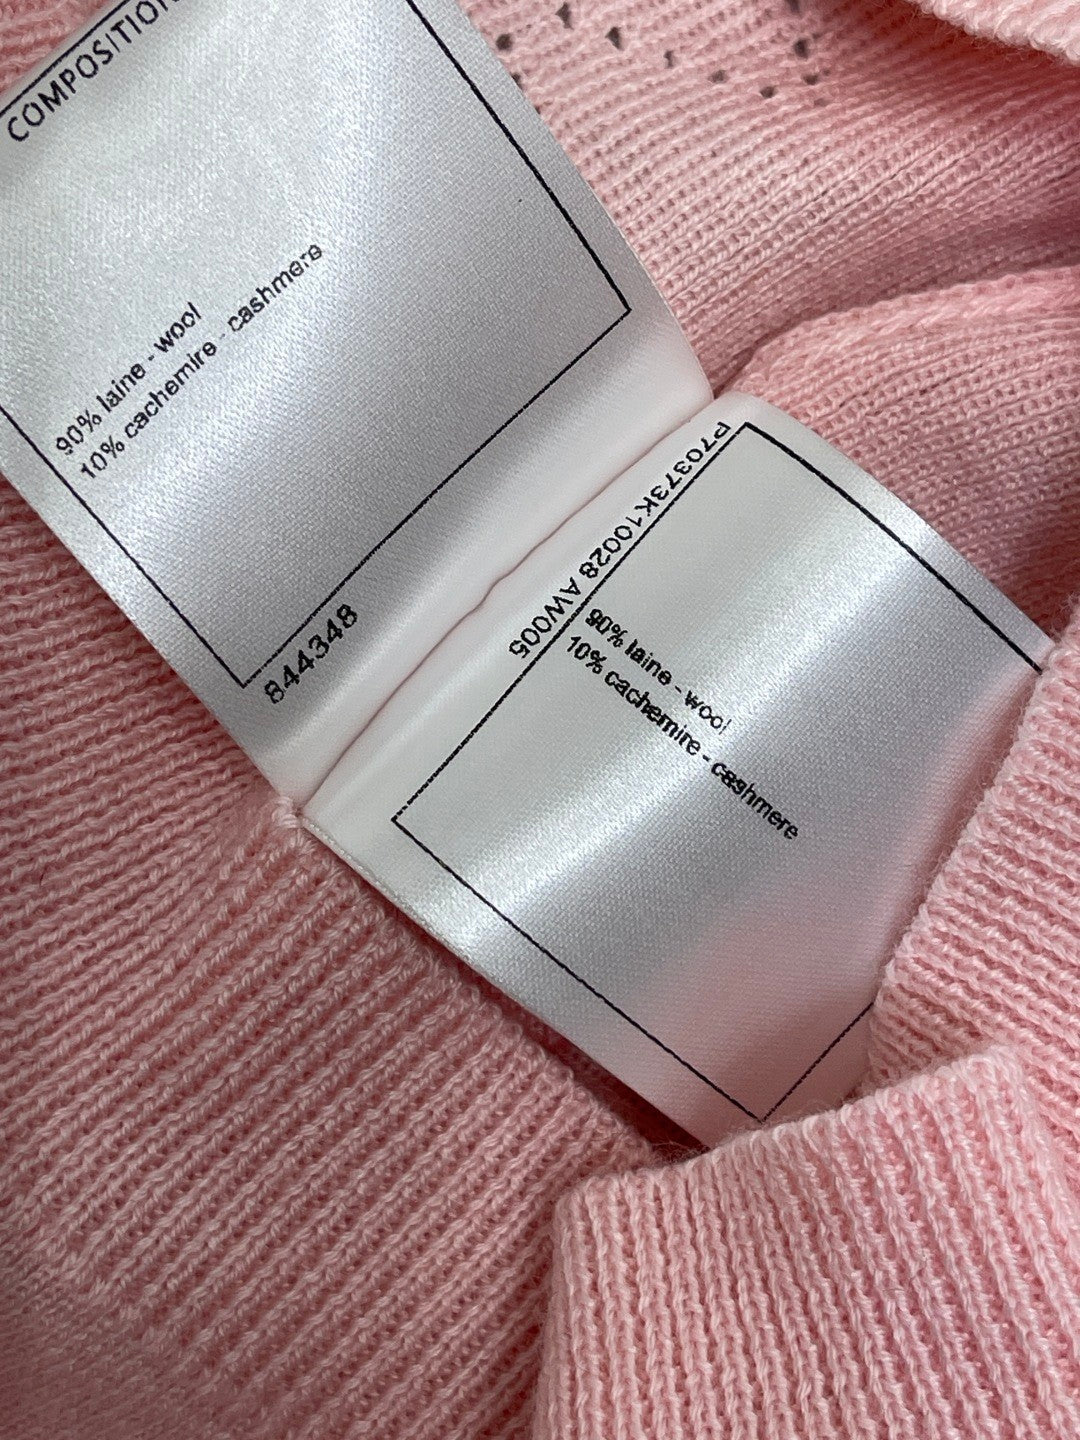 COMPOSITION
90% laine - wool
10% cachemire - cashmere
844348
P70373K10028 AW005
90% laine - wool
10% cachemire - cashmere